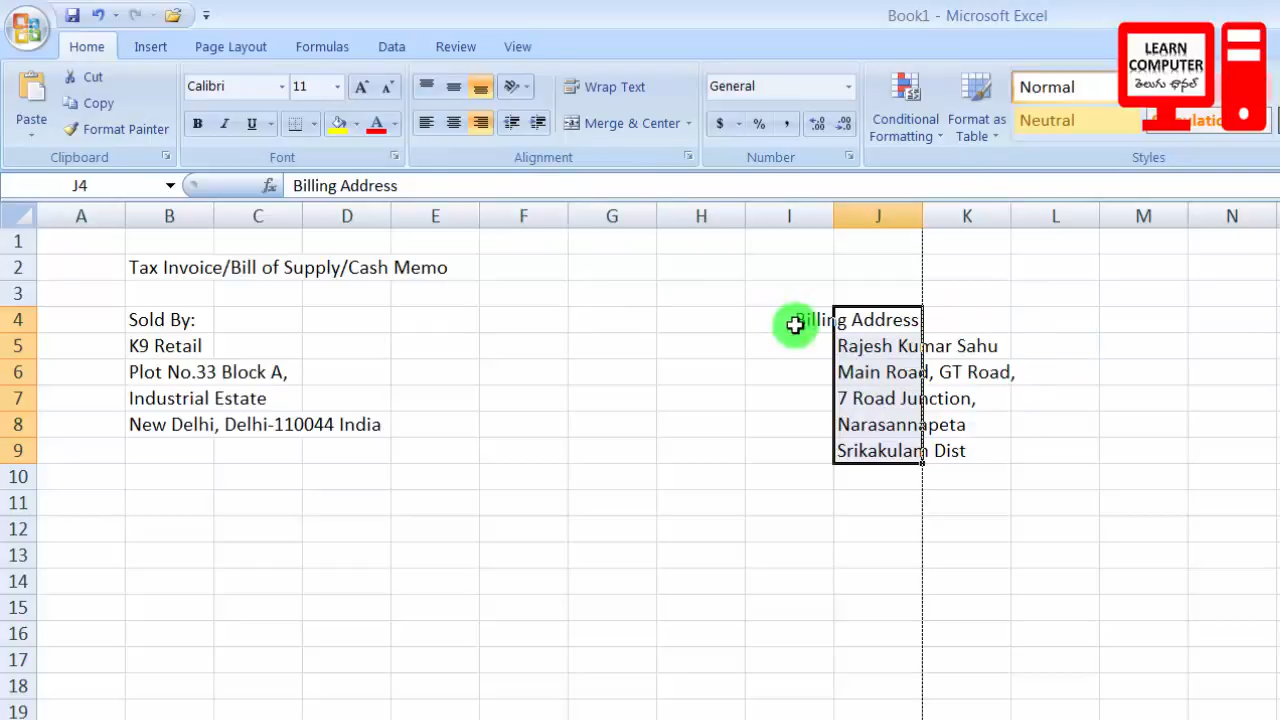 Book1 - Microsoft Excel
Home Insert Page Layout Formulas Data Review View
LEARN
COMPUTER
తెలుగు ఛానల్
Paste
Cut
Copy
Format Painter
Clipboard
Calibri 11
B I U
Font
Wrap Text
Merge & Center
Alignment
General
$ %
Number
Conditional
Formatting
Format as
Table
Normal
Neutral
Styles
J4 fx Billing Address
A B C D E F G H I J K L M N
1
2 Tax Invoice/Bill of Supply/Cash Memo
3
4 Sold By: Billing Address
5 K9 Retail Rajesh Kumar Sahu
6 Plot No.33 Block A, Main Road, GT Road,
7 Industrial Estate 7 Road Junction,
8 New Delhi, Delhi-110044 India Narasannapeta
9 Srikakulam Dist
10
11
12
13
14
15
16
17
18
19